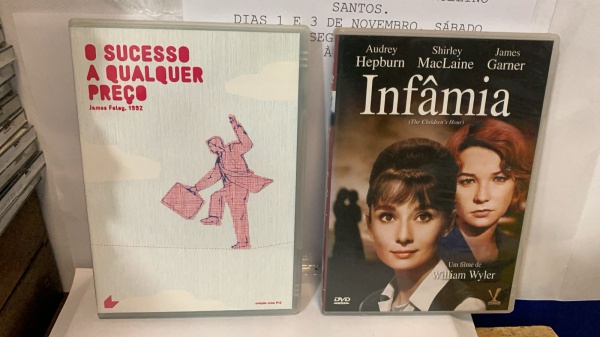 SANTOS.
DIAS 1 E 3 DE NOVEMBRO, SÁBADO
O SUCESSO
A QUALQUER
PREÇO
James Foley, 1992
Audrey
Hepburn
Shirley
MacLaine
James
Garner
Infâmia
(The Children's Hour)
Um filme de
William Wyler
DVD